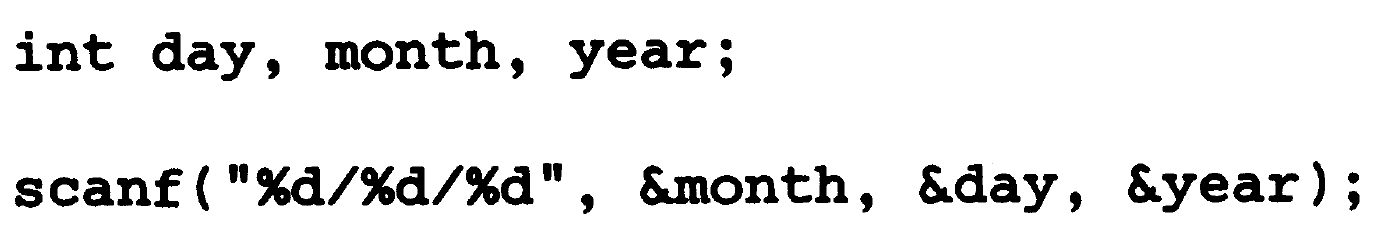 int day, month, year;
scanf("%d/%d/%d", &month, &day, &year);